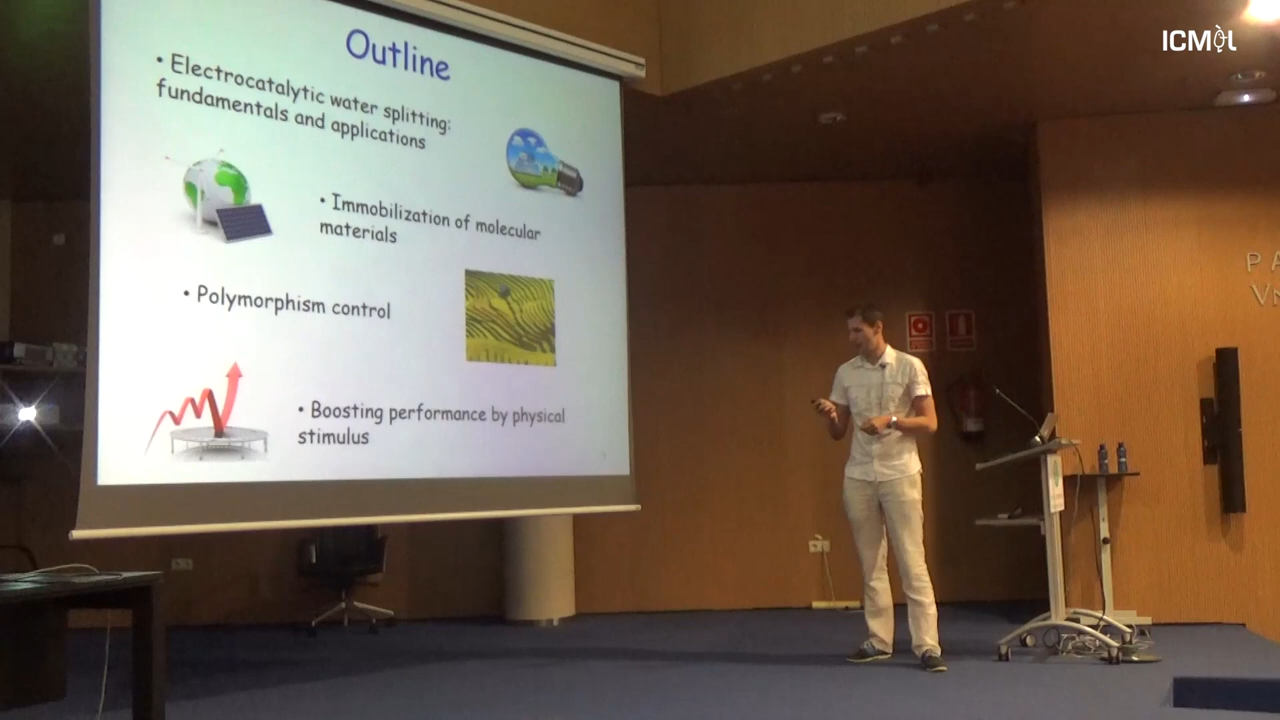 ICMoL
Outline
• Electrocatalytic water splitting:
fundamentals and applications
• Immobilization of molecular
materials
• Polymorphism control
• Boosting performance by physical
stimulus
P A